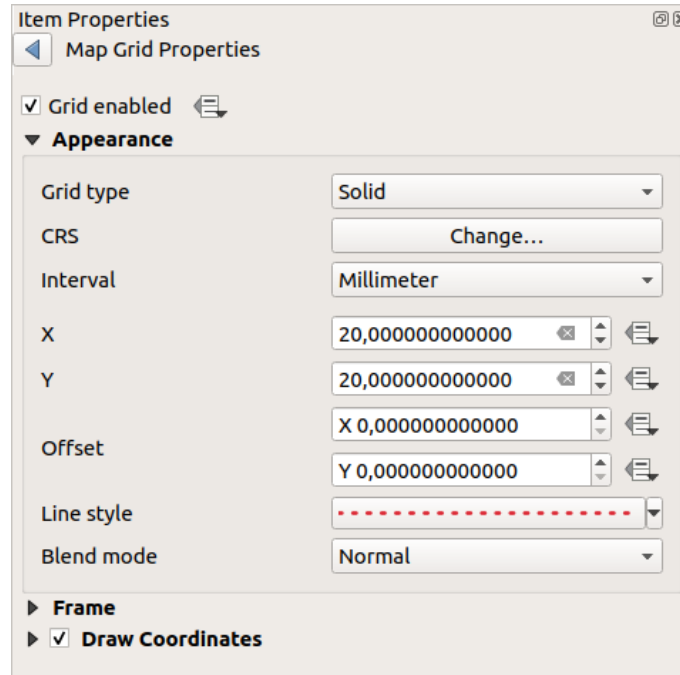 Item Properties
Map Grid Properties
Grid enabled
Appearance
Grid type Solid
CRS Change...
Interval Millimeter
X 20,000000000000
Y 20,000000000000
Offset X 0,000000000000
Y 0,000000000000
Line style
Blend mode Normal
Frame
Draw Coordinates